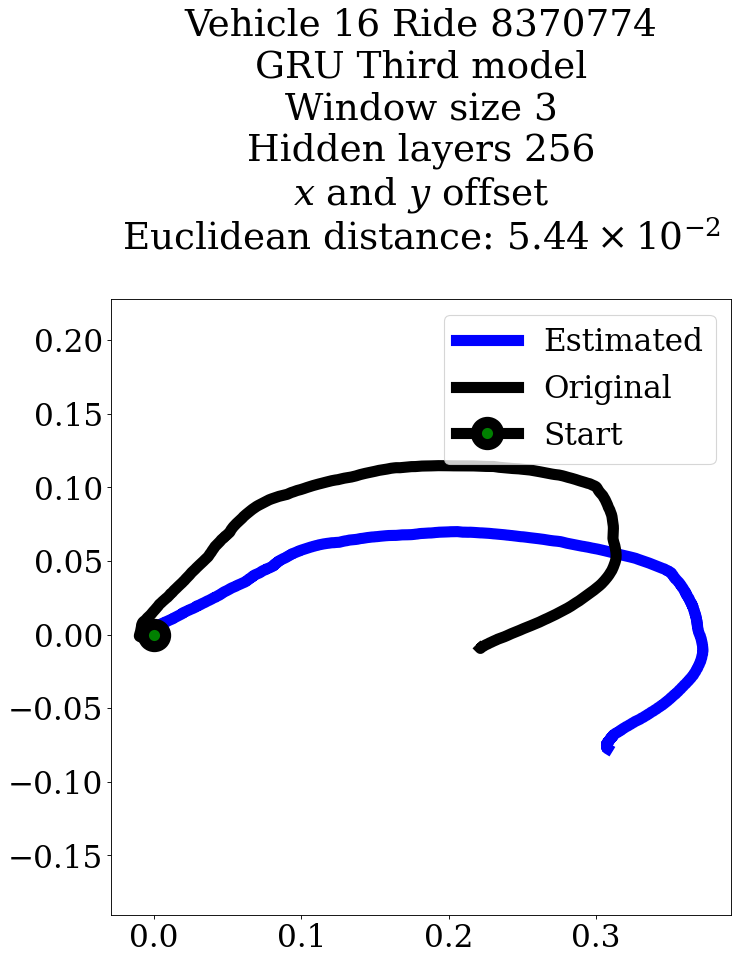 Vehicle 16 Ride 8370774
GRU Third model
Window size 3
Hidden layers 256
x and y offset
Euclidean distance: 5.44 × 10⁻²
Estimated
Original
Start
0.20
0.15
0.10
0.05
0.00
−0.05
−0.10
−0.15
0.0 0.1 0.2 0.3